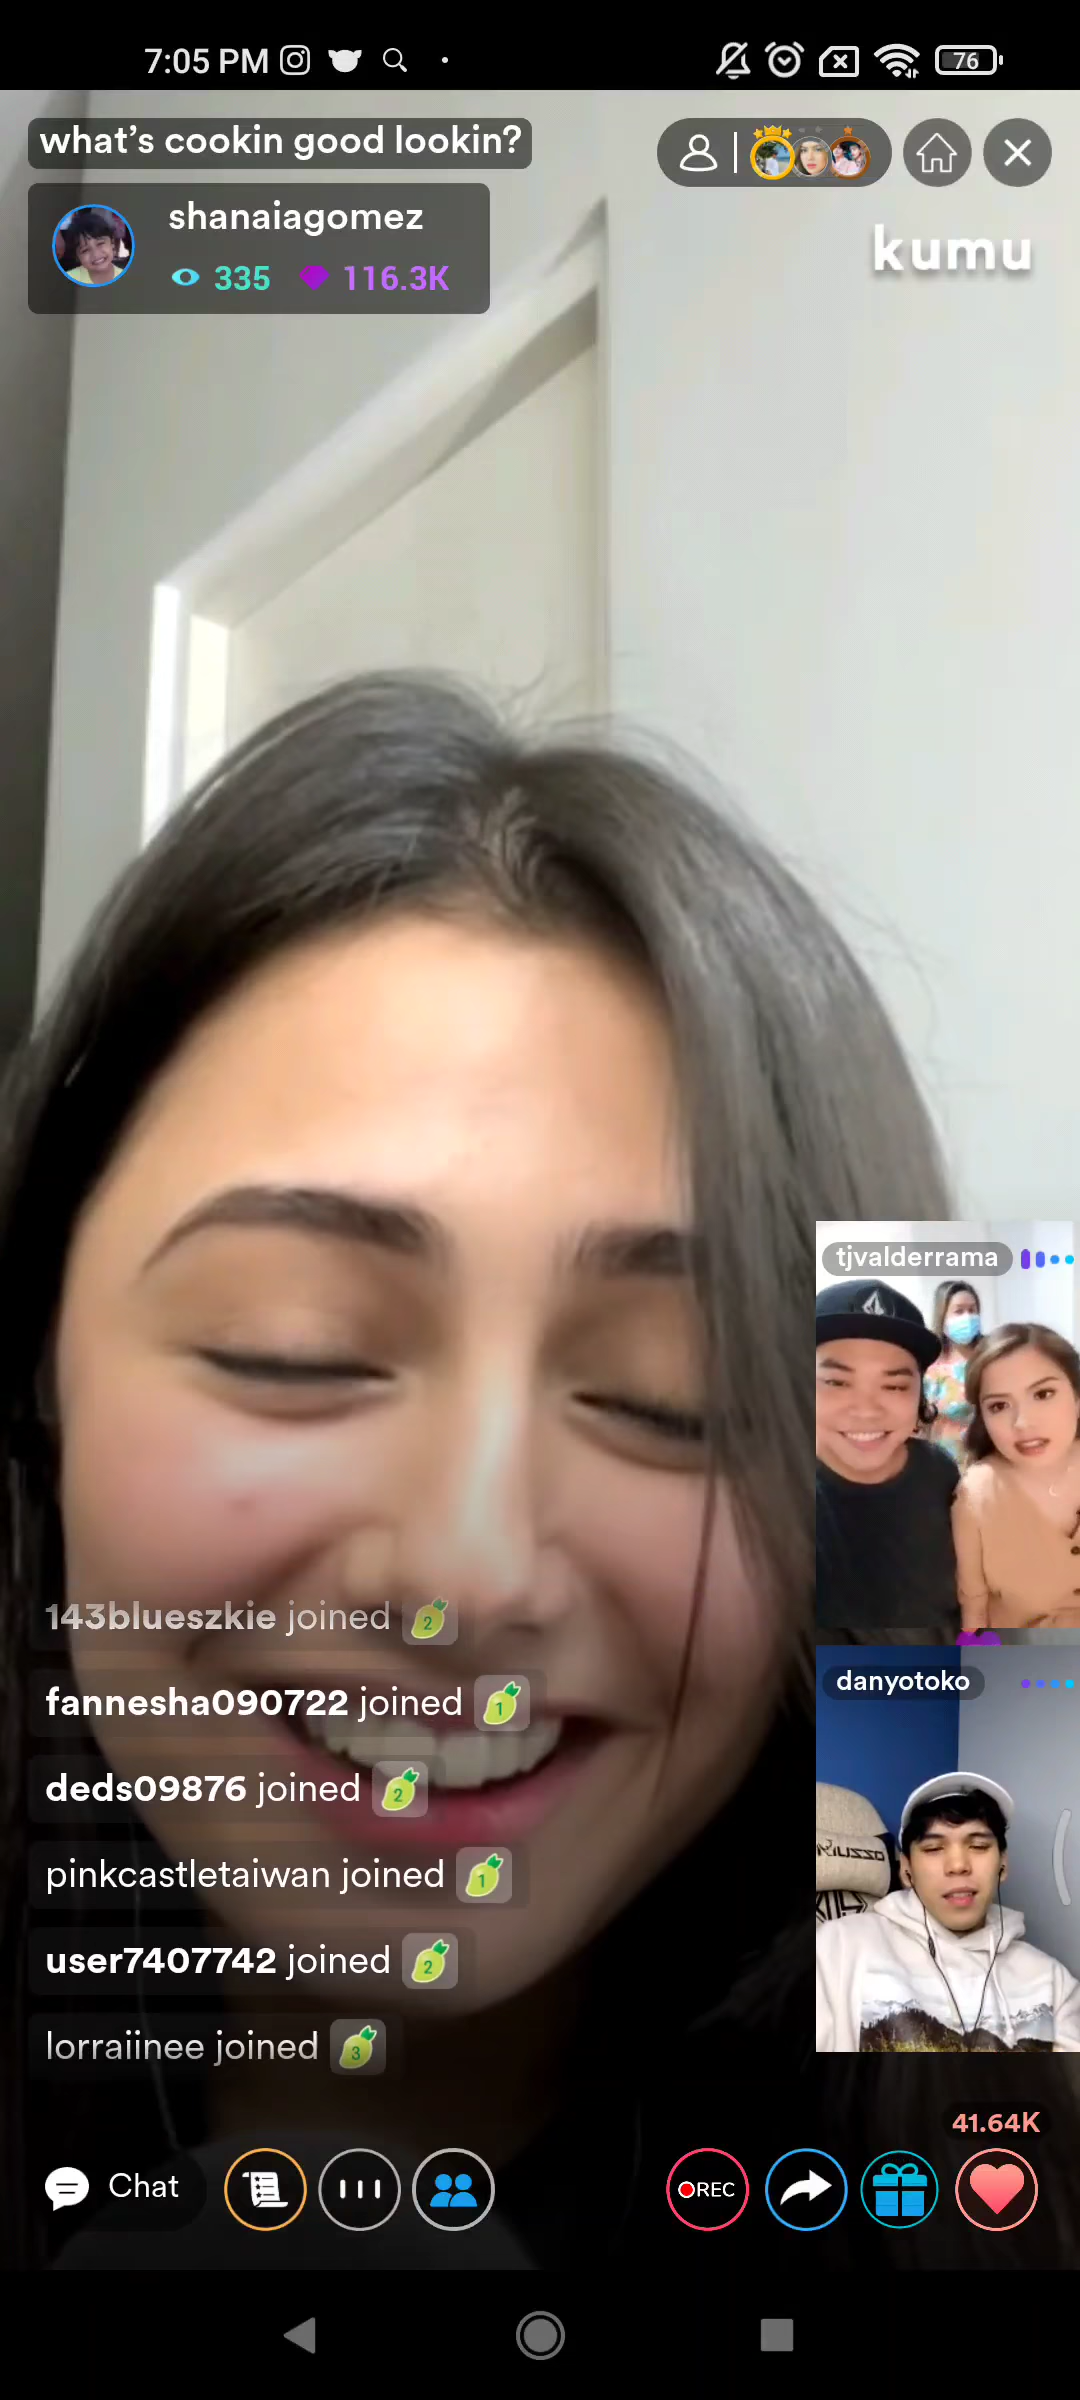 7:05 PM
76
what's cookin good lookin?
shanaiagomez
335 116.3K
kumu
tjvalderrama
143blueszkie joined 2
fannesha090722 joined 1
danyotoko
deds09876 joined 2
pinkcastletaiwan joined 1
user7407742 joined 2
lorraiinee joined 3
41.64K
Chat
REC